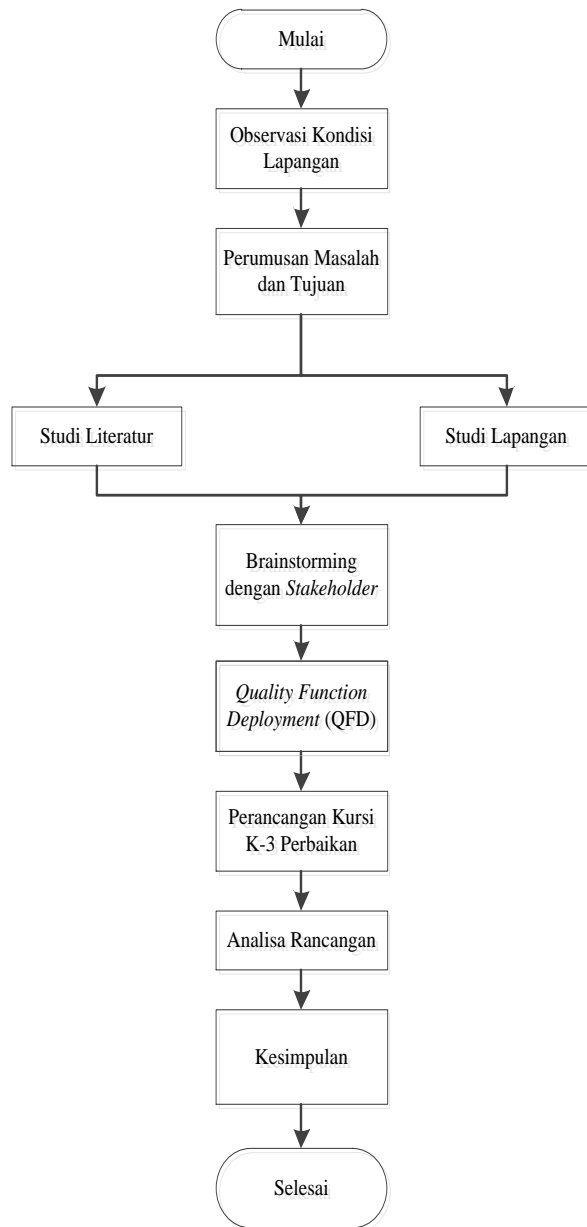 Mulai
Observasi Kondisi
Lapangan
Perumusan Masalah
dan Tujuan
Studi Literatur
Studi Lapangan
Brainstorming
dengan Stakeholder
Quality Function
Deployment (QFD)
Perancangan Kursi
K-3 Perbaikan
Analisa Rancangan
Kesimpulan
Selesai